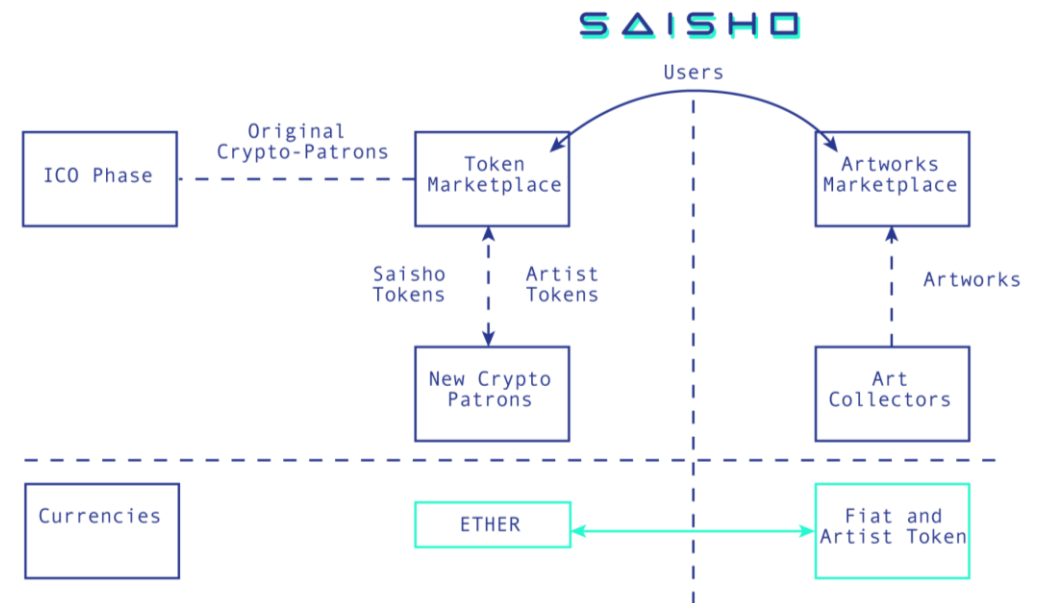 SAISHO
Users
Original
Crypto-Patrons
ICO Phase
Token
Marketplace
Artworks
Marketplace
Saisho
Tokens
Artist
Tokens
Artworks
New Crypto
Patrons
Art
Collectors
Currencies
ETHER
Fiat and
Artist Token